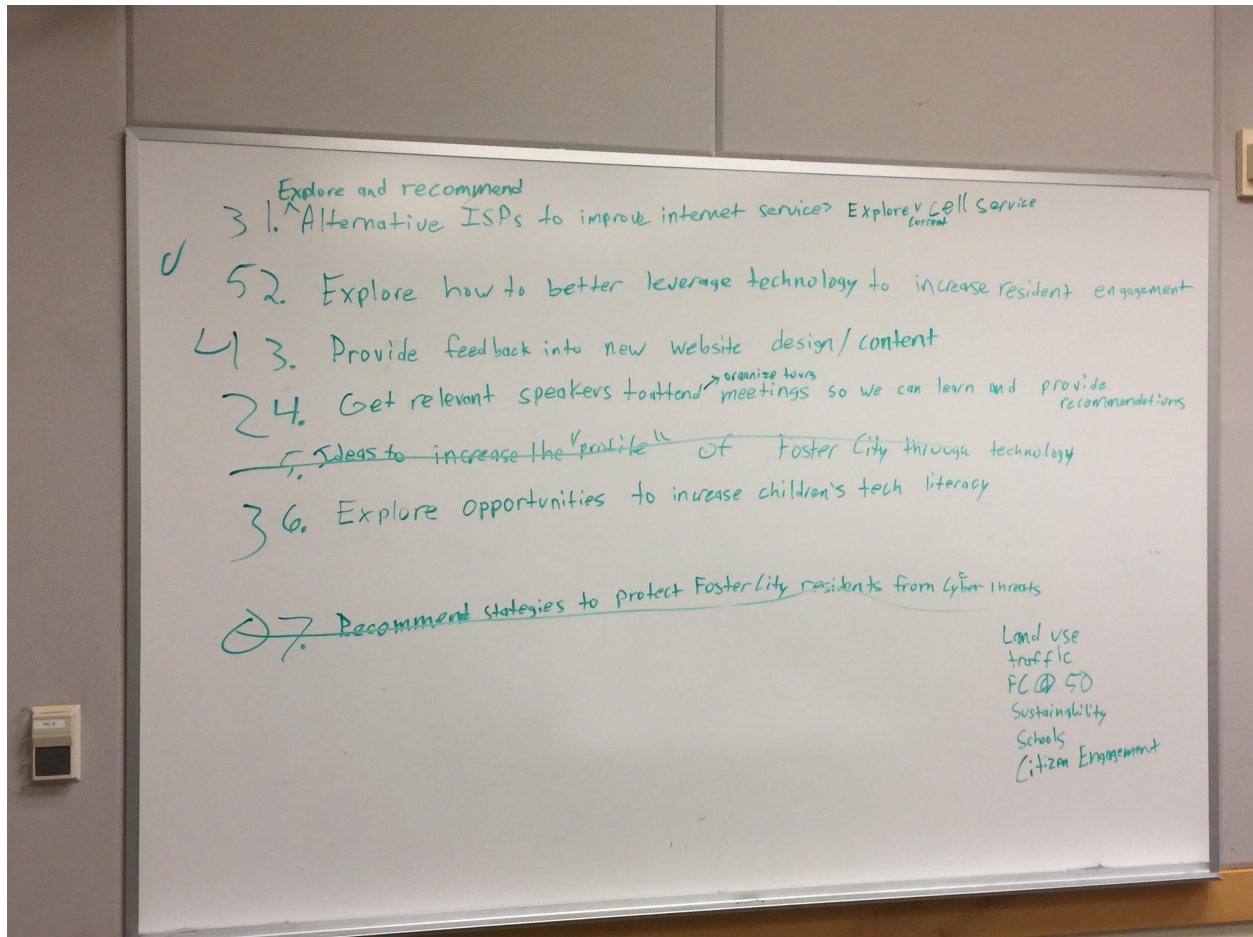 Explore and recommend
3 1. ^ Alternative ISPs to improve internet service? Explore v cell service
current
52. Explore how to better leverage technology to increase resident engagement
4 3. Provide feedback into new website design/content
organize tours
2 4. Get relevant speakers to attend meetings so we can learn and provide
recommendations
5. Ideas to increase the "profile" of Foster City through technology
3 6. Explore opportunities to increase children's tech literacy
0 7. Recommend stategies to protect Foster City residents from Cyber Threats
Land use
traffic
FC @ 50
Sustainability
Schools
Citizen Engagement